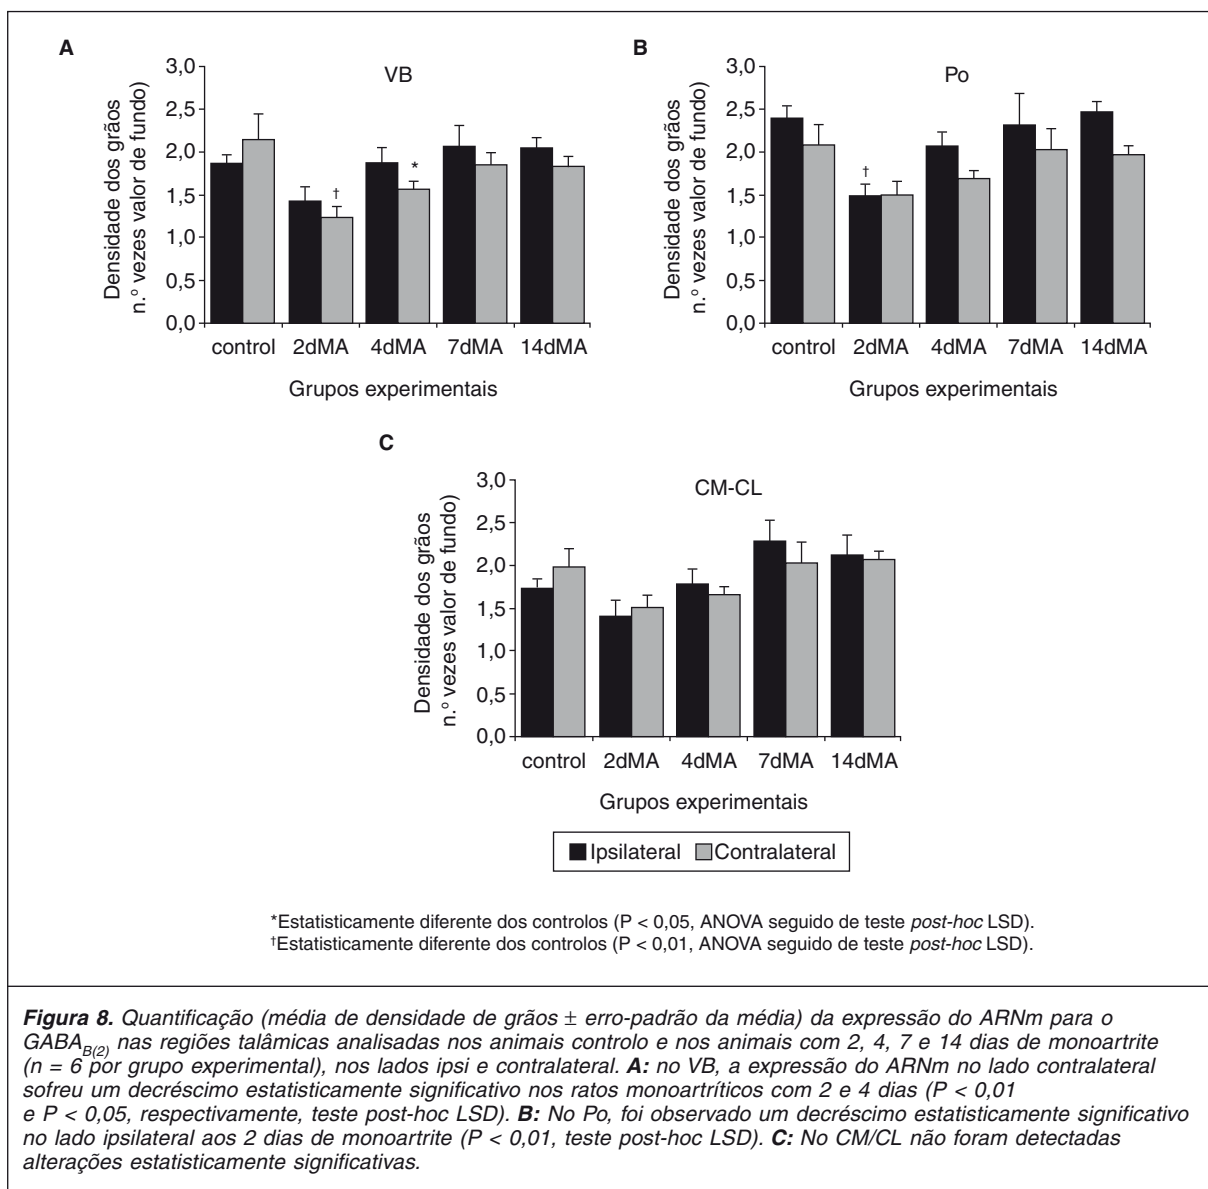 A
VB
Densidade dos grãos
n.º vezes valor de fundo)
3,0
2,5
2,0
1,5
1,0
0,5
0,0
†
*
control 2dMA 4dMA 7dMA 14dMA
Grupos experimentais
B
Po
Densidade dos grãos
n.º vezes valor de fundo)
3,0
2,5
2,0
1,5
1,0
0,5
0,0
†
control 2dMA 4dMA 7dMA 14dMA
Grupos experimentais
C
CM-CL
Densidade dos grãos
n.º vezes valor de fundo)
3,0
2,5
2,0
1,5
1,0
0,5
0,0
control 2dMA 4dMA 7dMA 14dMA
Grupos experimentais
Ipsilateral Contralateral
*Estatisticamente diferente dos controlos (P < 0,05, ANOVA seguido de teste post-hoc LSD).
†Estatisticamente diferente dos controlos (P < 0,01, ANOVA seguido de teste post-hoc LSD).
Figura 8. Quantificação (média de densidade de grãos ± erro-padrão da média) da expressão do ARNm para o
GABA B(2) nas regiões talâmicas analisadas nos animais controlo e nos animais com 2, 4, 7 e 14 dias de monoartrite
(n = 6 por grupo experimental), nos lados ipsi e contralateral. A: no VB, a expressão do ARNm no lado contralateral
sofreu um decréscimo estatisticamente significativo nos ratos monoartríticos com 2 e 4 dias (P < 0,01
e P < 0,05, respectivamente, teste post-hoc LSD). B: No Po, foi observado um decréscimo estatisticamente significativo
no lado ipsilateral aos 2 dias de monoartrite (P < 0,01, teste post-hoc LSD). C: No CM/CL não foram detectadas
alterações estatisticamente significativas.